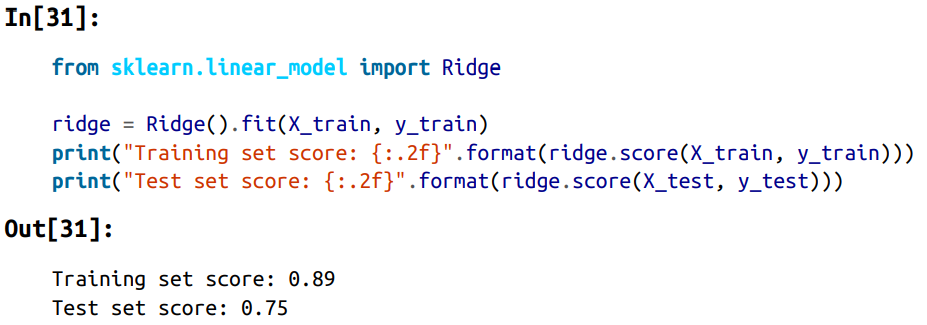 In[31]:
from sklearn.linear_model import Ridge
ridge = Ridge().fit(X_train, y_train)
print("Training set score: {:.2f}".format(ridge.score(X_train, y_train)))
print("Test set score: {:.2f}".format(ridge.score(X_test, y_test)))
Out[31]:
Training set score: 0.89
Test set score: 0.75